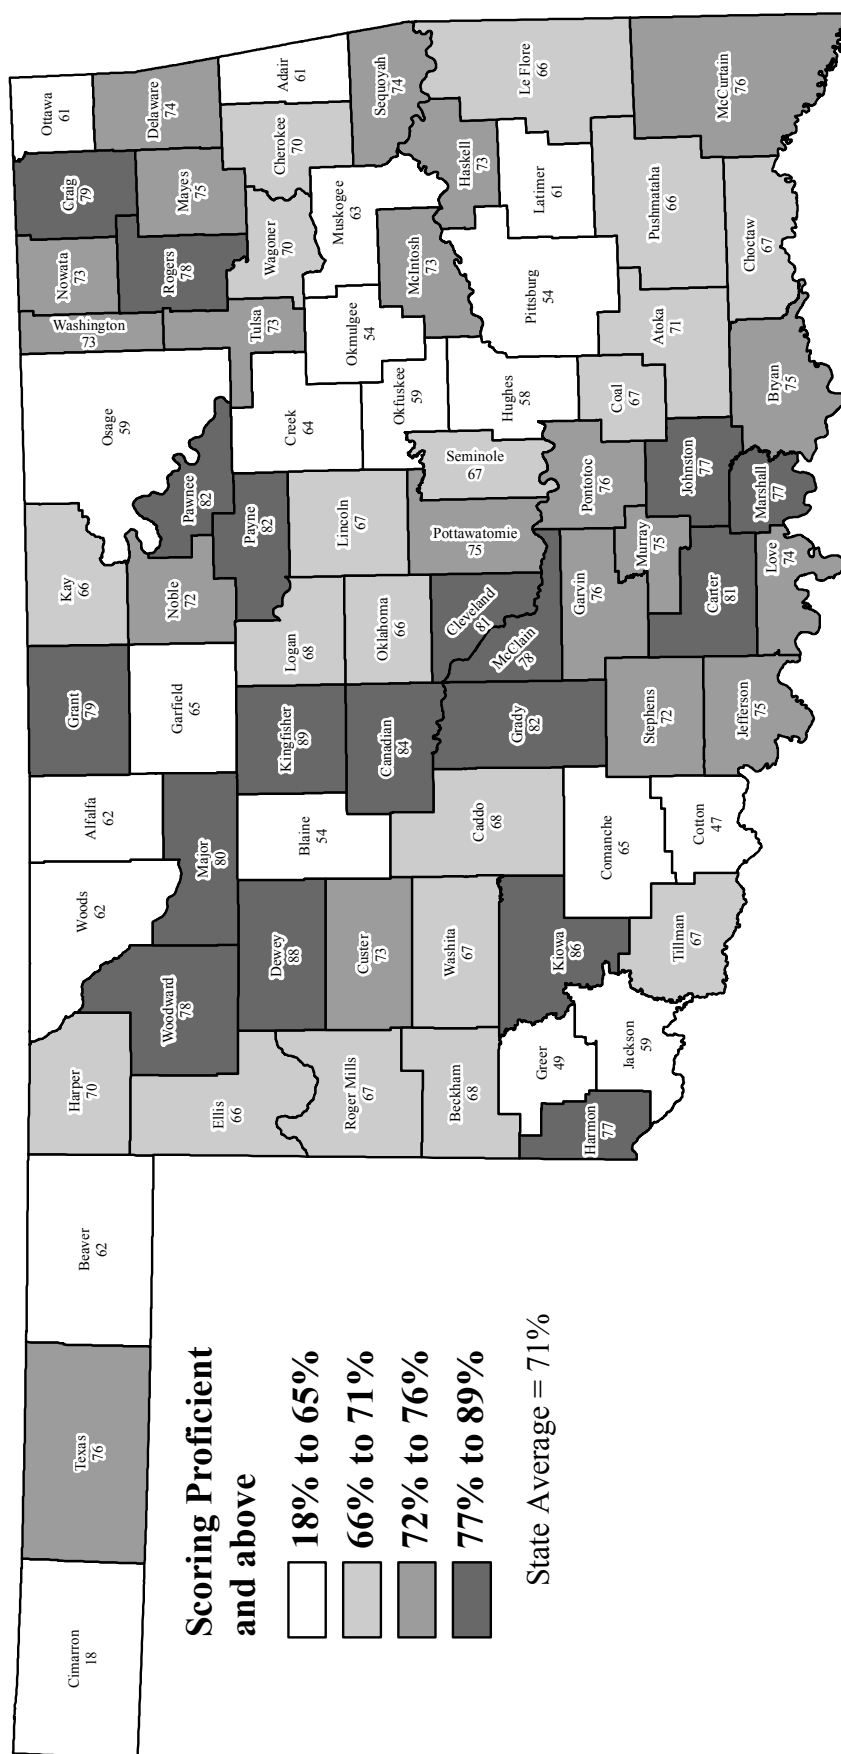 Cimarron
18
Texas
76
Beaver
62
Harper
70
Woods
62
Alfalfa
62
Grant
79
Kay
66
Osage
59
Washington
73
Nowata
73
Craig
79
Ottawa
61
Ellis
66
Woodward
78
Major
80
Garfield
65
Noble
72
Pawnee
82
Tulsa
73
Rogers
78
Mayes
75
Delaware
74
Roger Mills
67
Dewey
88
Blaine
54
Kingfisher
89
Logan
68
Payne
82
Creek
64
Wagoner
70
Cherokee
70
Adair
61
Beckham
68
Custer
73
Washita
67
Caddo
68
Canadian
84
Oklahoma
66
Lincoln
67
Okfuskee
59
Okmulgee
54
Muskogee
63
Sequoyah
74
Greer
49
Kiowa
86
Grady
82
Cleveland
81
McClain
78
Pottawatomie
75
Seminole
67
Hughes
58
McIntosh
73
Haskell
73
Le Flore
66
Harmon
77
Jackson
59
Tillman
67
Comanche
65
Cotton
47
Stephens
72
Jefferson
75
Garvin
76
Murray
75
Carter
81
Love
74
Pontotoc
76
Johnston
77
Marshall
77
Coal
67
Pittsburg
54
Latimer
61
Atoka
71
Bryan
75
Pushmataha
66
Choctaw
67
McCurtain
76
Scoring Proficient
and above
18% to 65%
66% to 71%
72% to 76%
77% to 89%
State Average = 71%